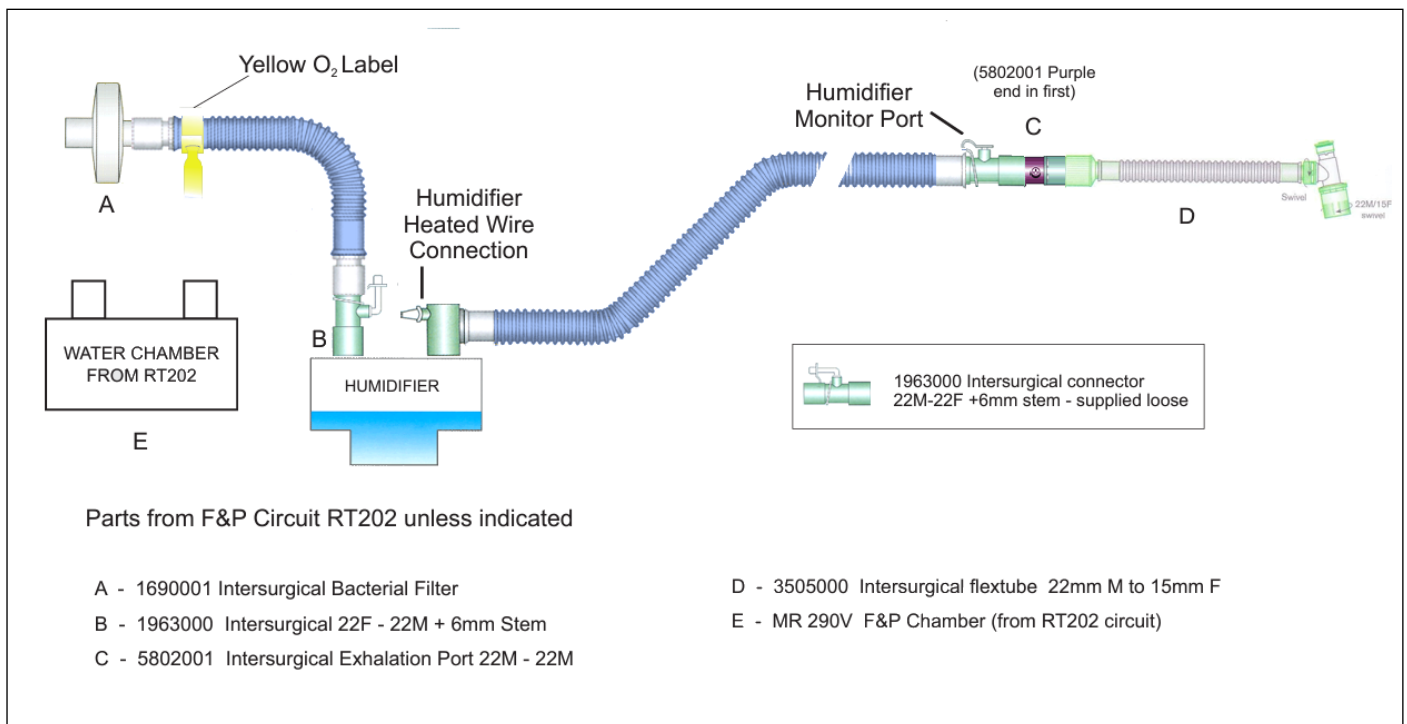 Yellow O₂ Label
A
Humidifier
Heated Wire
Connection
Humidifier
Monitor Port
(5802001 Purple
end in first)
C
D
Swivel
22M/15F
swivel
B
WATER CHAMBER
FROM RT202
E
HUMIDIFIER
1963000 Intersurgical connector
22M-22F +6mm stem - supplied loose
Parts from F&P Circuit RT202 unless indicated
A - 1690001 Intersurgical Bacterial Filter
B - 1963000 Intersurgical 22F - 22M + 6mm Stem
C - 5802001 Intersurgical Exhalation Port 22M - 22M
D - 3505000 Intersurgical flextube 22mm M to 15mm F
E - MR 290V F&P Chamber (from RT202 circuit)